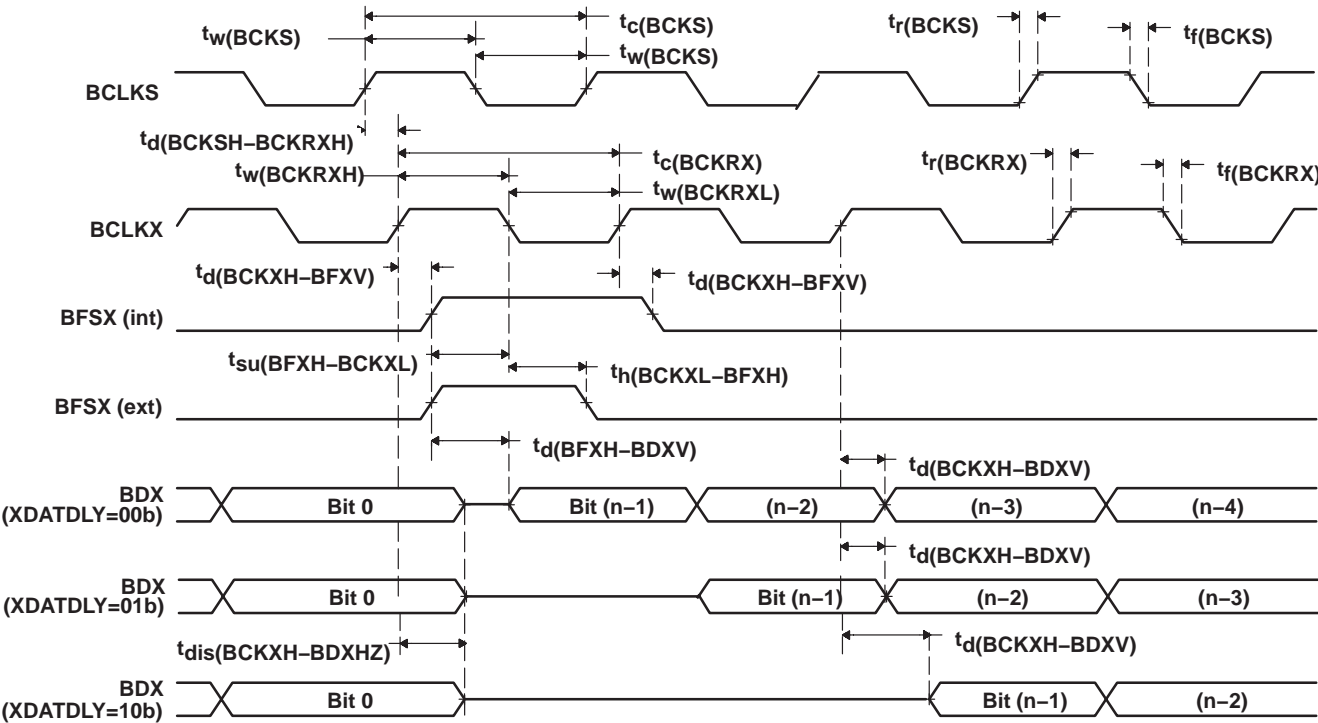 tc(BCKS)
tr(BCKS)
tf(BCKS)
tw(BCKS)
tw(BCKS)
BCLKS
td(BCKSH–BCKRXH)
tc(BCKRX)
tr(BCKRX)
tf(BCKRX)
tw(BCKRXH)
tw(BCKRXL)
BCLKX
td(BCKXH–BFXV)
td(BCKXH–BFXV)
BFSX (int)
tsu(BFXH–BCKXL)
th(BCKXL–BFXH)
BFSX (ext)
td(BFXH–BDXV)
td(BCKXH–BDXV)
BDX
(XDATDLY=00b)
Bit 0
Bit (n–1)
(n–2)
(n–3)
(n–4)
td(BCKXH–BDXV)
BDX
(XDATDLY=01b)
Bit 0
Bit (n–1)
(n–2)
(n–3)
tdis(BCKXH–BDXHZ)
td(BCKXH–BDXV)
BDX
(XDATDLY=10b)
Bit 0
Bit (n–1)
(n–2)